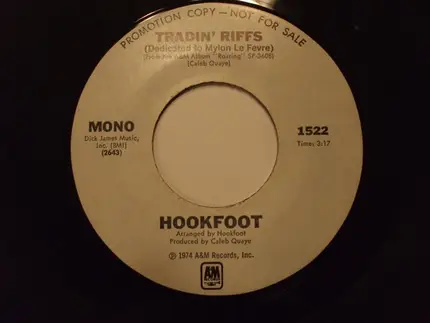 PROMOTION COPY — NOT FOR SALE
TRADIN' RIFFS
(Dedicated to Mylon Le Fevre)
(From the A&M Album "Roaring" SP-3608)
(Caleb Quaye)
MONO
Dick James Music,
Inc. (BMI)
(2643)
1522
Time: 3:17
HOOKFOOT
Arranged by Hookfoot
Produced by Caleb Quaye
℗ 1974 A&M Records, Inc.
A&M